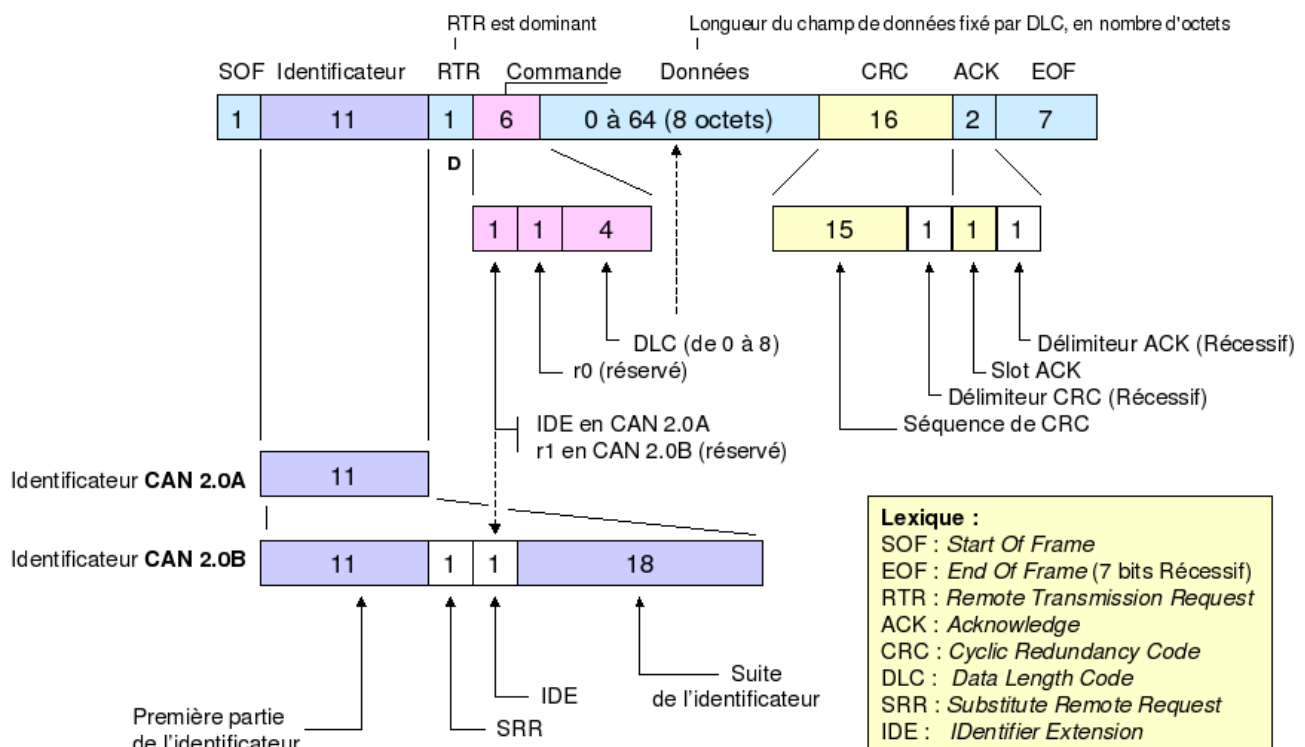 RTR est dominant
Longueur du champ de données fixé par DLC, en nombre d'octets
SOF Identificateur RTR Commande Données CRC ACK EOF
1 11 1 6 0 à 64 (8 octets) 16 2 7
D
1 1 4 15 1 1 1
DLC (de 0 à 8)
Délimiteur ACK (Récessif)
r0 (réservé)
Slot ACK
Délimiteur CRC (Récessif)
IDE en CAN 2.0A
Séquence de CRC
r1 en CAN 2.0B (réservé)
Identificateur CAN 2.0A 11
Identificateur CAN 2.0B 11 1 1 18
Suite
de l'identificateur
IDE
SRR
Première partie
de l'identificateur
Lexique :
SOF : Start Of Frame
EOF : End Of Frame (7 bits Récessif)
RTR : Remote Transmission Request
ACK : Acknowledge
CRC : Cyclic Redundancy Code
DLC : Data Length Code
SRR : Substitute Remote Request
IDE : IDentifier Extension